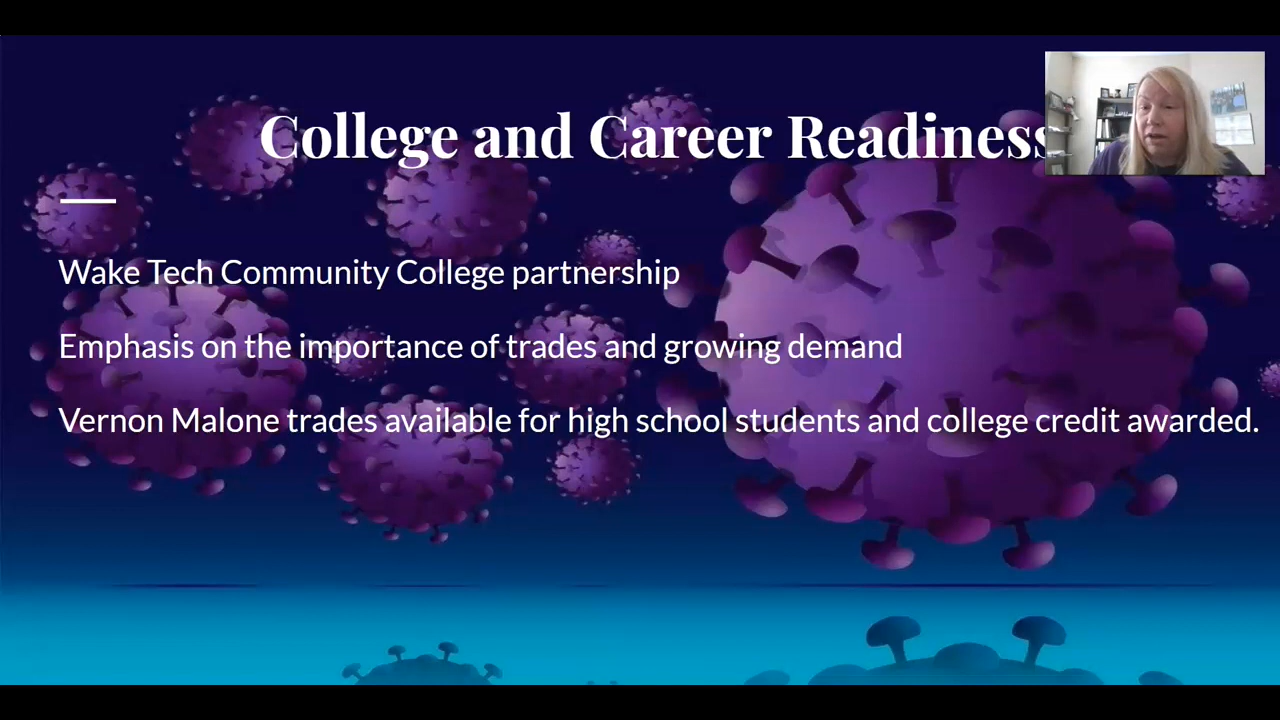 College and Career Readiness
Wake Tech Community College partnership
Emphasis on the importance of trades and growing demand
Vernon Malone trades available for high school students and college credit awarded.